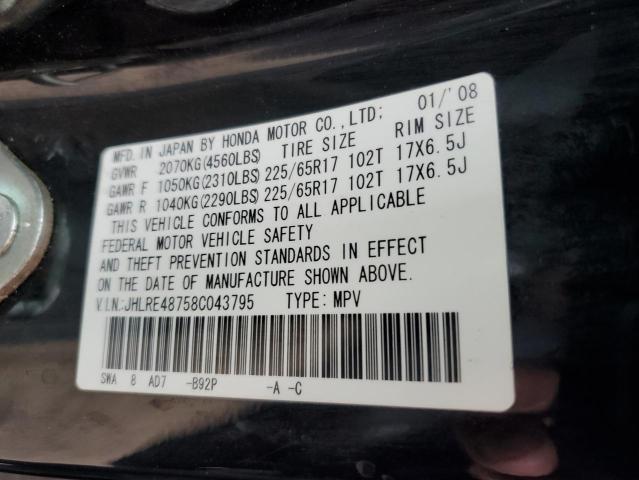 MFD. IN JAPAN BY HONDA MOTOR CO.,LTD; 01/'08
GVWR 2070KG(4560LBS) TIRE SIZE RIM SIZE
GAWR F 1050KG(2310LBS) 225/65R17 102T 17X6.5J
GAWR R 1040KG(2290LBS) 225/65R17 102T 17X6.5J
THIS VEHICLE CONFORMS TO ALL APPLICABLE
FEDERAL MOTOR VEHICLE SAFETY
AND THEFT PREVENTION STANDARDS IN EFFECT
ON THE DATE OF MANUFACTURE SHOWN ABOVE.
V.I.N.:JHLRE48758C043795 TYPE: MPV
SWA 8 AD7 -B92P -A -C